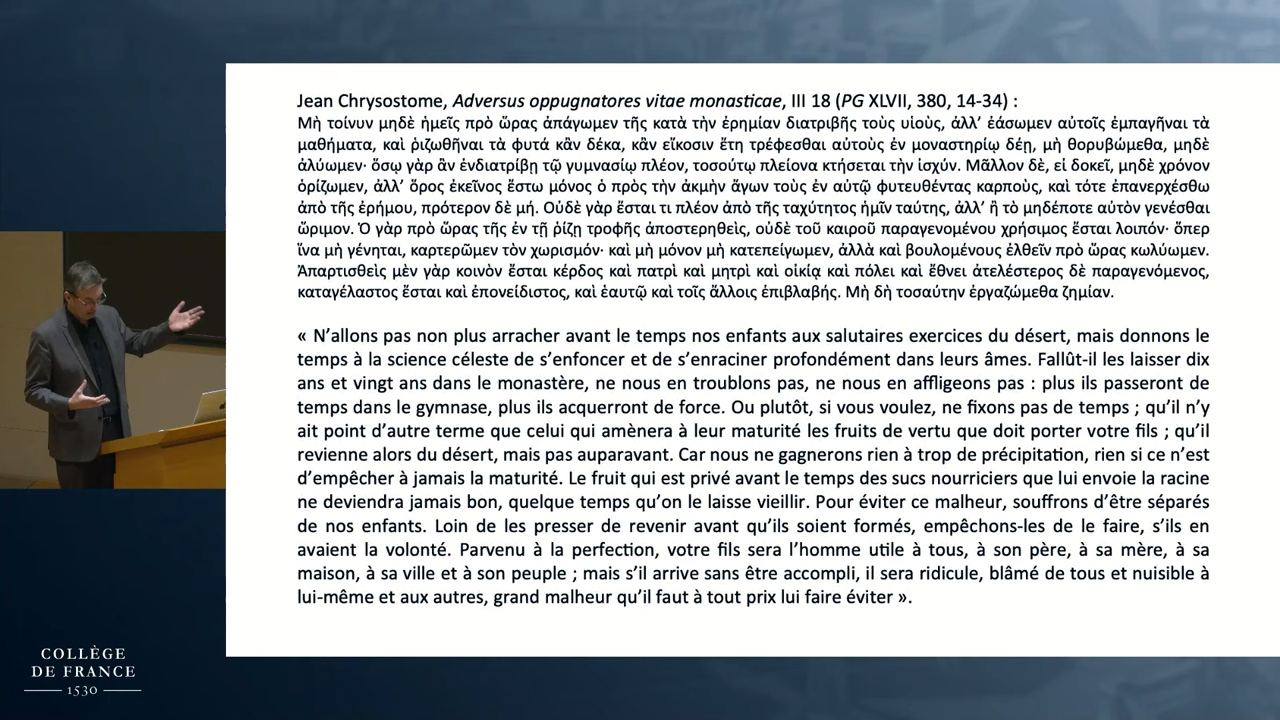 Jean Chrysostome, Adversus oppugnatores vitae monasticae, III 18 (PG XLVII, 380, 14-34) :
Μὴ τοίνυν μηδὲ ἡμεῖς πρὸ ὥρας ἀπάγωμεν τῆς κατὰ τὴν ἐρημίαν διατριβῆς τοὺς υἱοὺς, ἀλλ’ ἐάσωμεν αὐτοῖς ἐμπαγῆναι τὰ
μαθήματα, καὶ ῥιζωθῆναι τὰ φυτά κἂν δέκα, κἂν εἴκοσιν ἔτη τρέφεσθαι αὐτοὺς ἐν μοναστηρίῳ δέῃ, μὴ θορυβώμεθα, μηδὲ
ἀλύωμεν· ὅσῳ γὰρ ἂν ἐνδιατρίβῃ τῷ γυμνασίῳ πλέον, τοσούτῳ πλείονα κτήσεται τὴν ἰσχύν. Μᾶλλον δὲ, εἰ δοκεῖ, μηδὲ χρόνον
ὁρίζωμεν, ἀλλ’ ὅρος ἐκεῖνος ἔστω μόνος ὁ πρὸς τὴν ἀκμὴν ἄγων τοὺς ἐν αὐτῷ φυτευθέντας καρποὺς, καὶ τότε ἐπανερχέσθω
ἀπὸ τῆς ἐρήμου, πρότερον δὲ μή. Οὐδὲ γὰρ ἔσται τι πλέον ἀπὸ τῆς ταχύτητος ἡμῖν ταύτης, ἀλλ’ ἢ τὸ μηδέποτε αὐτὸν γενέσθαι
ὥριμον. Ὁ γὰρ πρὸ ὥρας τῆς ἐν τῇ ῥίζῃ τροφῆς ἀποστερηθεὶς, οὐδὲ τοῦ καιροῦ παραγενομένου χρήσιμος ἔσται λοιπόν· ὅπερ
ἵνα μὴ γένηται, καρτερῶμεν τὸν χωρισμόν· καὶ μὴ μόνον μὴ κατεπείγωμεν, ἀλλὰ καὶ βουλομένους ἐλθεῖν πρὸ ὥρας κωλύωμεν.
Ἀπαρτισθεὶς μὲν γὰρ κοινὸν ἔσται κέρδος καὶ πατρὶ καὶ μητρὶ καὶ οἰκίᾳ καὶ πόλει καὶ ἔθνει ἀτελέστερος δὲ παραγενόμενος,
καταγέλαστος ἔσται καὶ ἐπονείδιστος, καὶ ἑαυτῷ καὶ τοῖς ἄλλοις ἐπιβλαβής. Μὴ δὴ τοσαύτην ἐργαζώμεθα ζημίαν.
« N’allons pas non plus arracher avant le temps nos enfants aux salutaires exercices du désert, mais donnons le
temps à la science céleste de s’enfoncer et de s’enraciner profondément dans leurs âmes. Fallût-il les laisser dix
ans et vingt ans dans le monastère, ne nous en troublons pas, ne nous en affligeons pas : plus ils passeront de
temps dans le gymnase, plus ils acquerront de force. Ou plutôt, si vous voulez, ne fixons pas de temps ; qu’il n’y
ait point d’autre terme que celui qui amènera à leur maturité les fruits de vertu que doit porter votre fils ; qu’il
revienne alors du désert, mais pas auparavant. Car nous ne gagnerons rien à trop de précipitation, rien si ce n’est
d’empêcher à jamais la maturité. Le fruit qui est privé avant le temps des sucs nourriciers que lui envoie la racine
ne deviendra jamais bon, quelque temps qu’on le laisse vieillir. Pour éviter ce malheur, souffrons d’être séparés
de nos enfants. Loin de les presser de revenir avant qu’ils soient formés, empêchons-les de le faire, s’ils en
avaient la volonté. Parvenu à la perfection, votre fils sera l’homme utile à tous, à son père, à sa mère, à sa
maison, à sa ville et à son peuple ; mais s’il arrive sans être accompli, il sera ridicule, blâmé de tous et nuisible à
lui-même et aux autres, grand malheur qu’il faut à tout prix lui faire éviter ».
COLLÈGE
DE FRANCE
1530